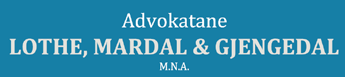 Advokatane
LOTHE, MARDAL & GJENGEDAL
M.N.A.